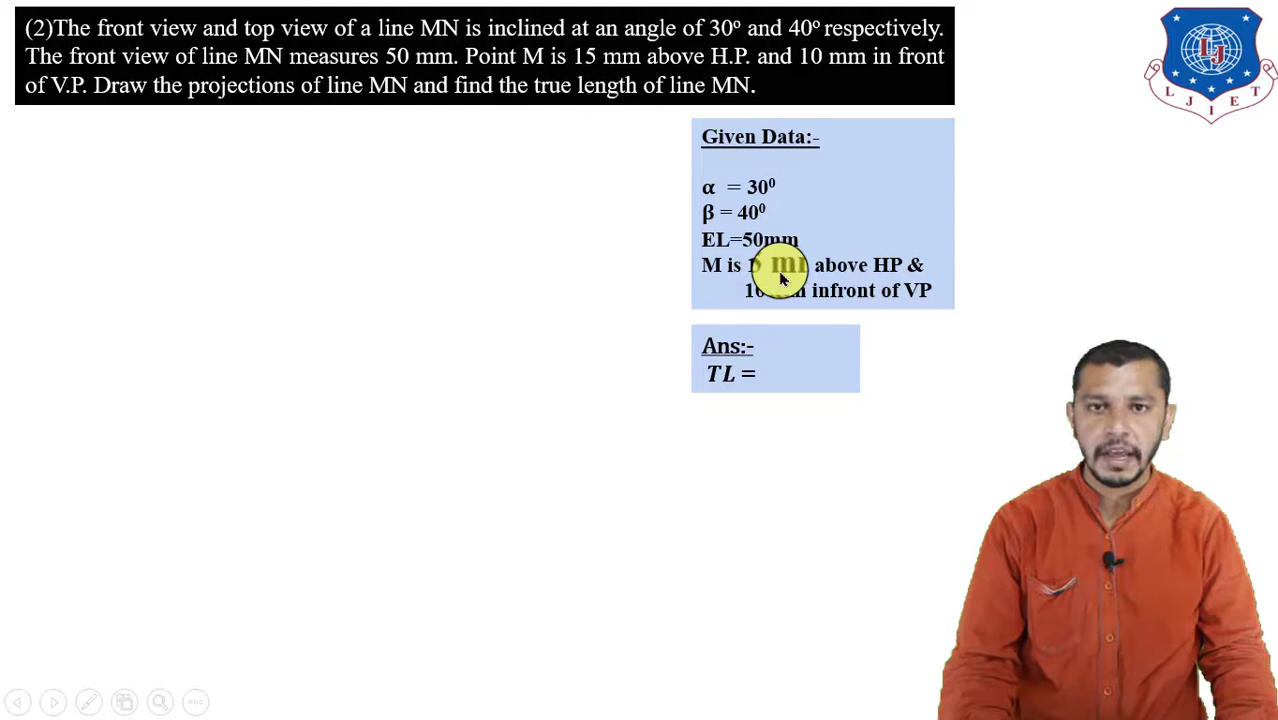 (2)The front view and top view of a line MN is inclined at an angle of 30º and 40º respectively.
The front view of line MN measures 50 mm. Point M is 15 mm above H.P. and 10 mm in front
of V.P. Draw the projections of line MN and find the true length of line MN.
Given Data:-
α = 30⁰
β = 40⁰
EL=50mm
M is above HP &
infront of VP
Ans:-
TL =
LJ
L J I E T